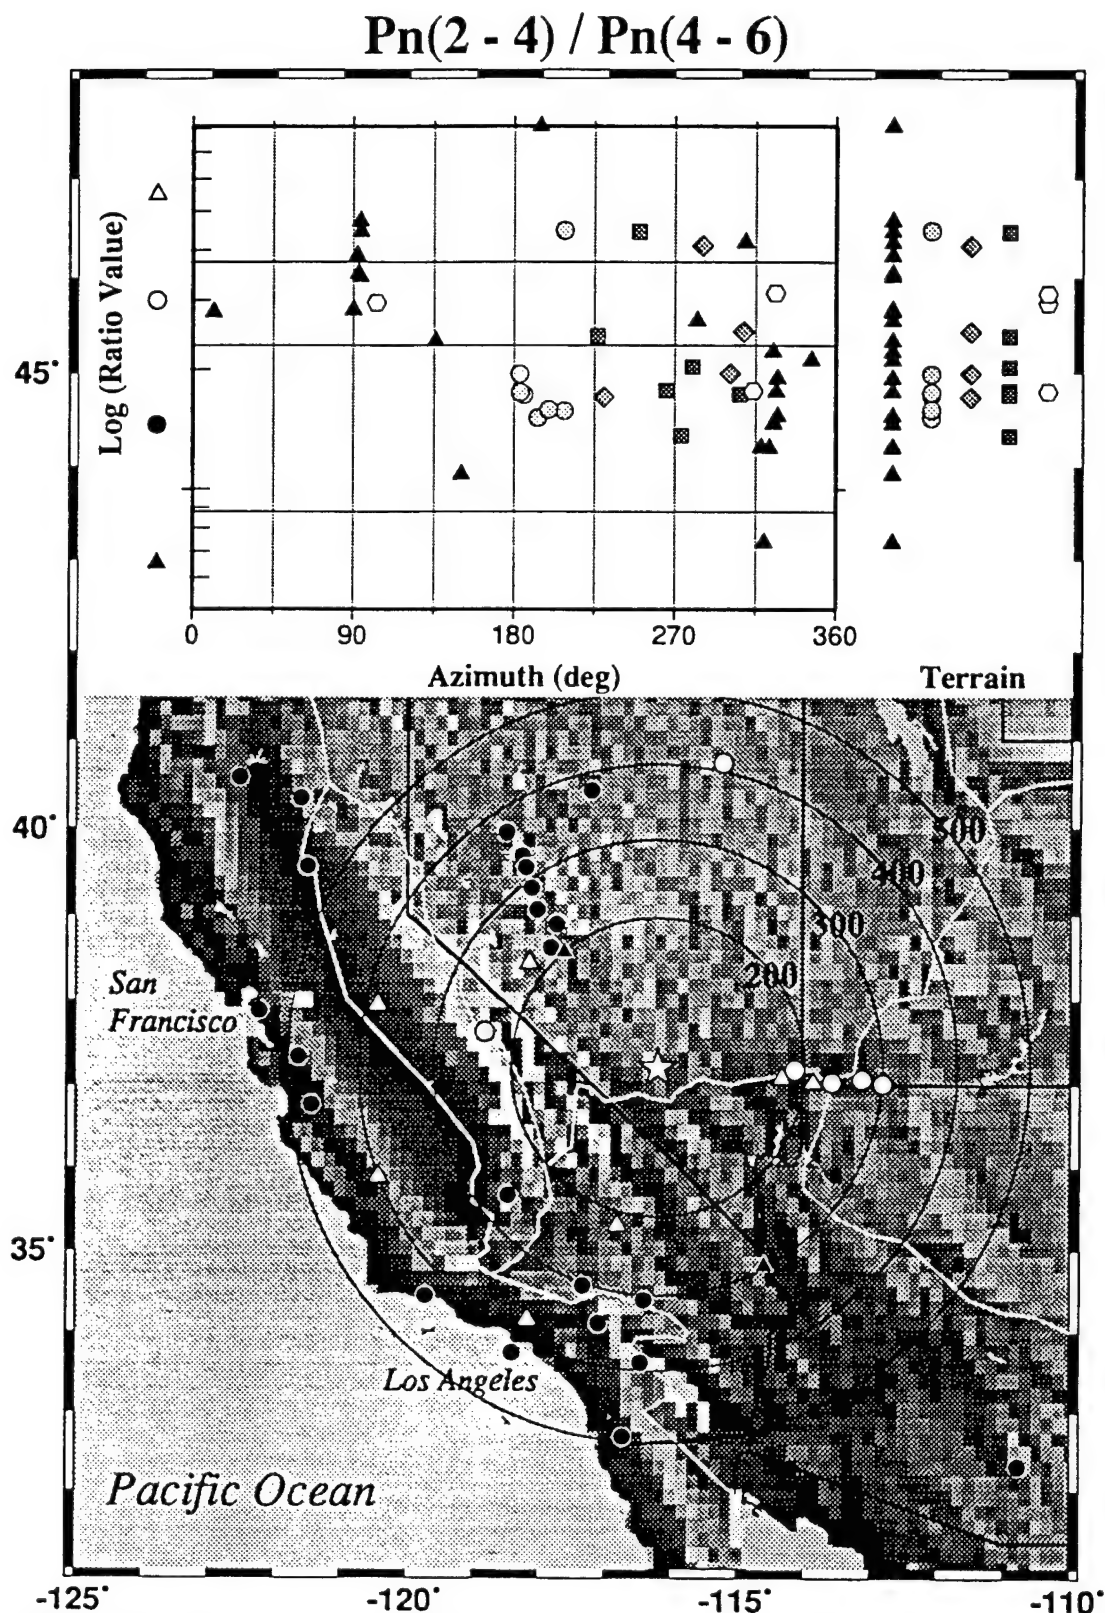 Pn(2 - 4) / Pn(4 - 6)
Log (Ratio Value)
0 90 180 270 360
Azimuth (deg)
Terrain
45°
40°
35°
500
400
300
200
San
Francisco
Los Angeles
Pacific Ocean
-125° -120° -115° -110°